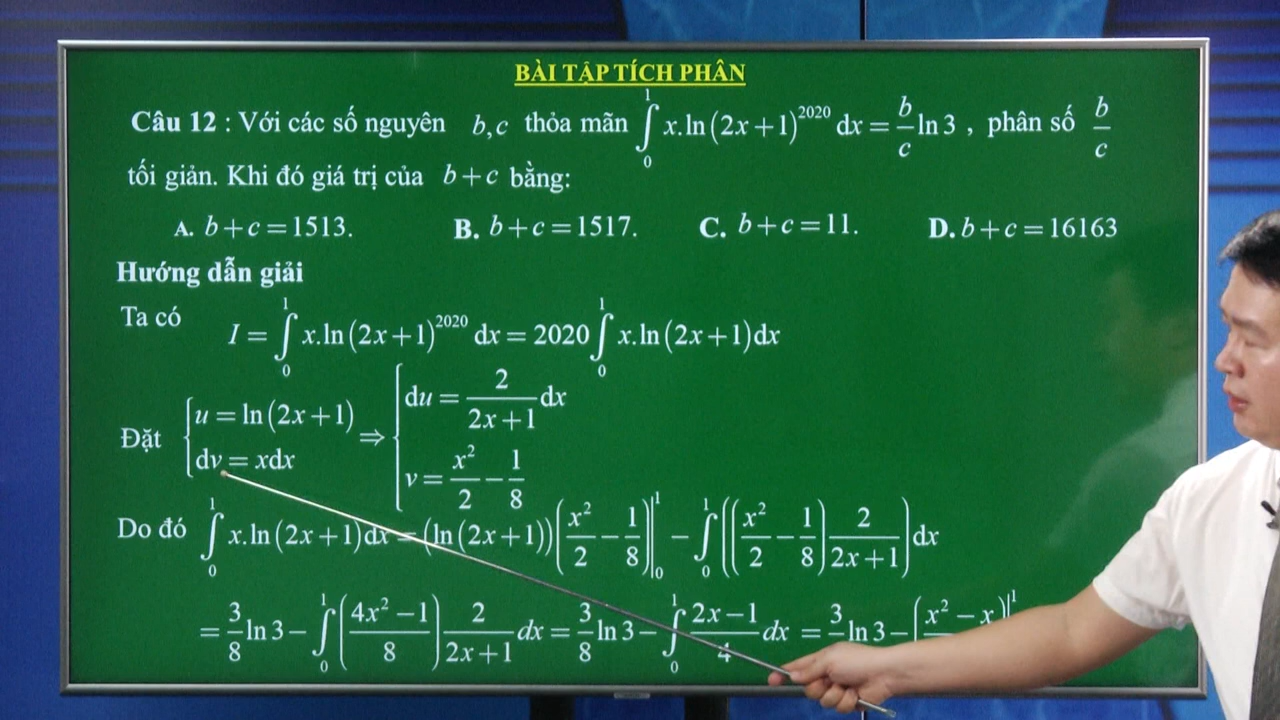 BÀI TẬP TÍCH PHÂN
Câu 12 : Với các số nguyên b,c thỏa mãn ∫₀¹ x.ln(2x+1)²⁰²⁰ dx = b/c ln3 , phân số b/c
tối giản. Khi đó giá trị của b+c bằng:
A. b+c=1513. B. b+c=1517. C. b+c=11. D. b+c=16163
Hướng dẫn giải
Ta có I = ∫₀¹ x.ln(2x+1)²⁰²⁰ dx = 2020 ∫₀¹ x.ln(2x+1)dx
Đặt { u = ln(2x+1) dv = xdx ⇒ { du = 2/(2x+1) dx v = x²/2 − 1/8
Do đó ∫₀¹ x.ln(2x+1)dx = (ln(2x+1))(x²/2 − 1/8)|₀¹ − ∫₀¹ ((x²/2 − 1/8) 2/(2x+1))dx
= 3/8 ln3 − ∫₀¹ ((4x²−1)/8) 2/(2x+1) dx = 3/8 ln3 − ∫₀¹ (2x−1)/4 dx = 3 ln3 − (x² − x)|¹